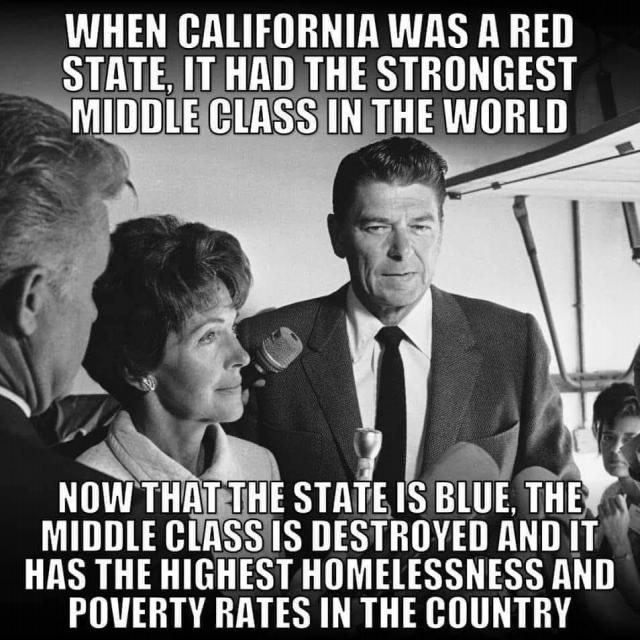 WHEN CALIFORNIA WAS A RED
STATE, IT HAD THE STRONGEST
MIDDLE CLASS IN THE WORLD
NOW THAT THE STATE IS BLUE, THE
MIDDLE CLASS IS DESTROYED AND IT
HAS THE HIGHEST HOMELESSNESS AND
POVERTY RATES IN THE COUNTRY